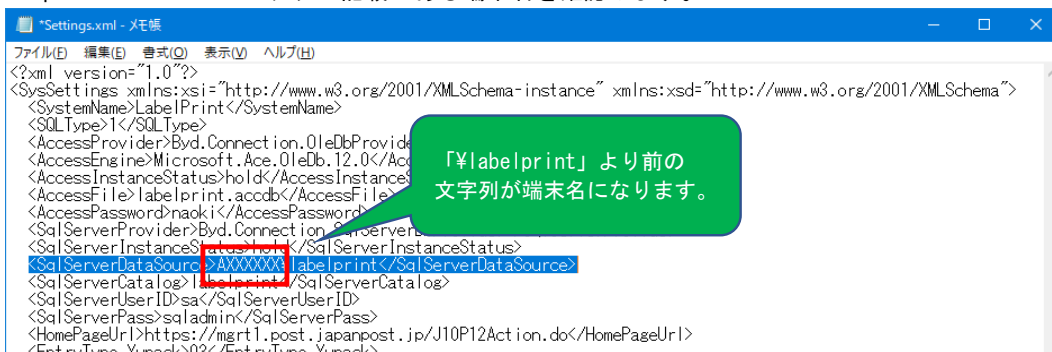 *Settings.xml - メモ帳
ファイル(F) 編集(E) 書式(O) 表示(V) ヘルプ(H)
<?xml version="1.0"?>
<SysSettings xmlns:xsi="http://www.w3.org/2001/XMLSchema-instance" xmlns:xsd="http://www.w3.org/2001/XMLSchema">
<SystemName>LabelPrint</SystemName>
<SQLType>1</SQLType>
<AccessProvider>Byd.Connection.OleDbProvide
<AccessEngine>Microsoft.Ace.OleDb.12.0</Acc
<AccessInstanceStatus>hold</AccessInstanceS
<AccessFile>labelprint.accdb</AccessFile>
<AccessPassword>naoki</AccessPassword>
<SqlServerProvider>Byd.Connection.SqlServer
<SqlServerInstanceStatus>hold</SqlServerInstanceStatus>
<SqlServerDataSource>AXXXXXX¥labelprint</SqlServerDataSource>
<SqlServerCatalog>labelprint</SqlServerCatalog>
<SqlServerUserID>sa</SqlServerUserID>
<SqlServerPass>sqladmin</SqlServerPass>
<HomePageUrl>https://mgrt1.post.japanpost.jp/J10P12Action.do</HomePageUrl>
「¥labelprint」より前の
文字列が端末名になります。